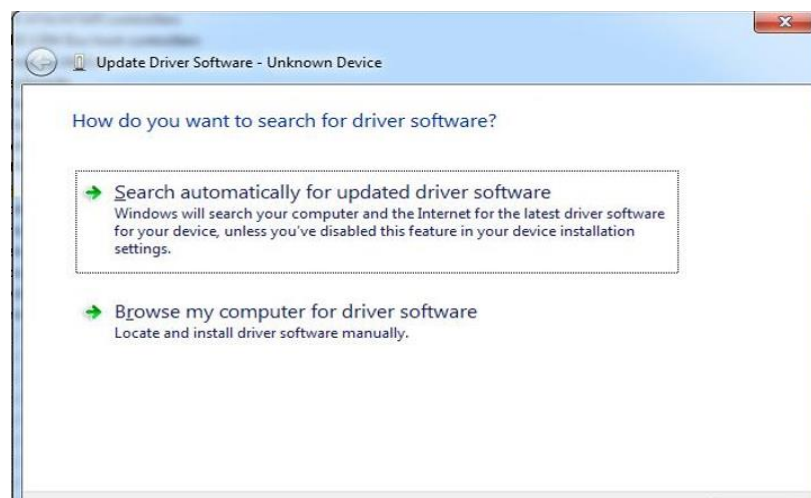 Update Driver Software - Unknown Device
How do you want to search for driver software?
Search automatically for updated driver software
Windows will search your computer and the Internet for the latest driver software
for your device, unless you've disabled this feature in your device installation
settings.
Browse my computer for driver software
Locate and install driver software manually.